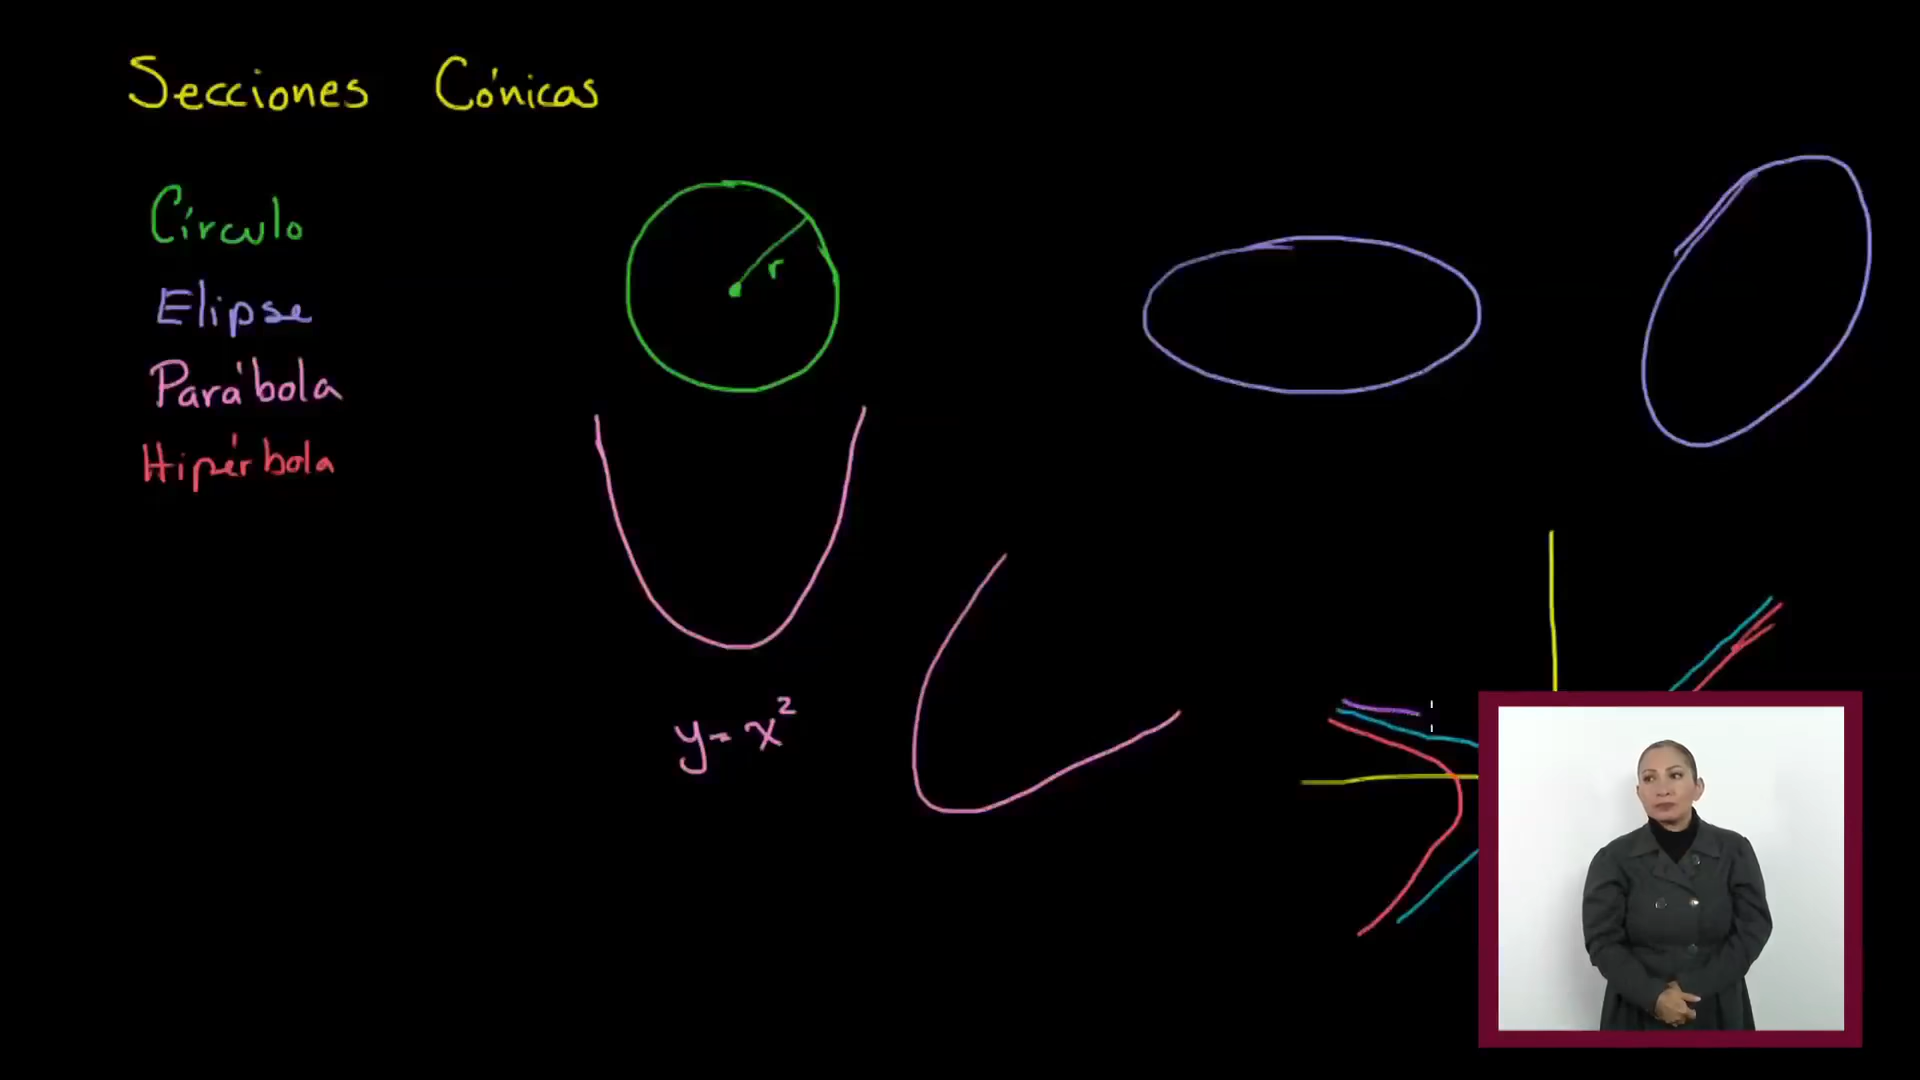 Secciones Cónicas
Círculo
Elipse
Parábola
Hipérbola
r
y = x²